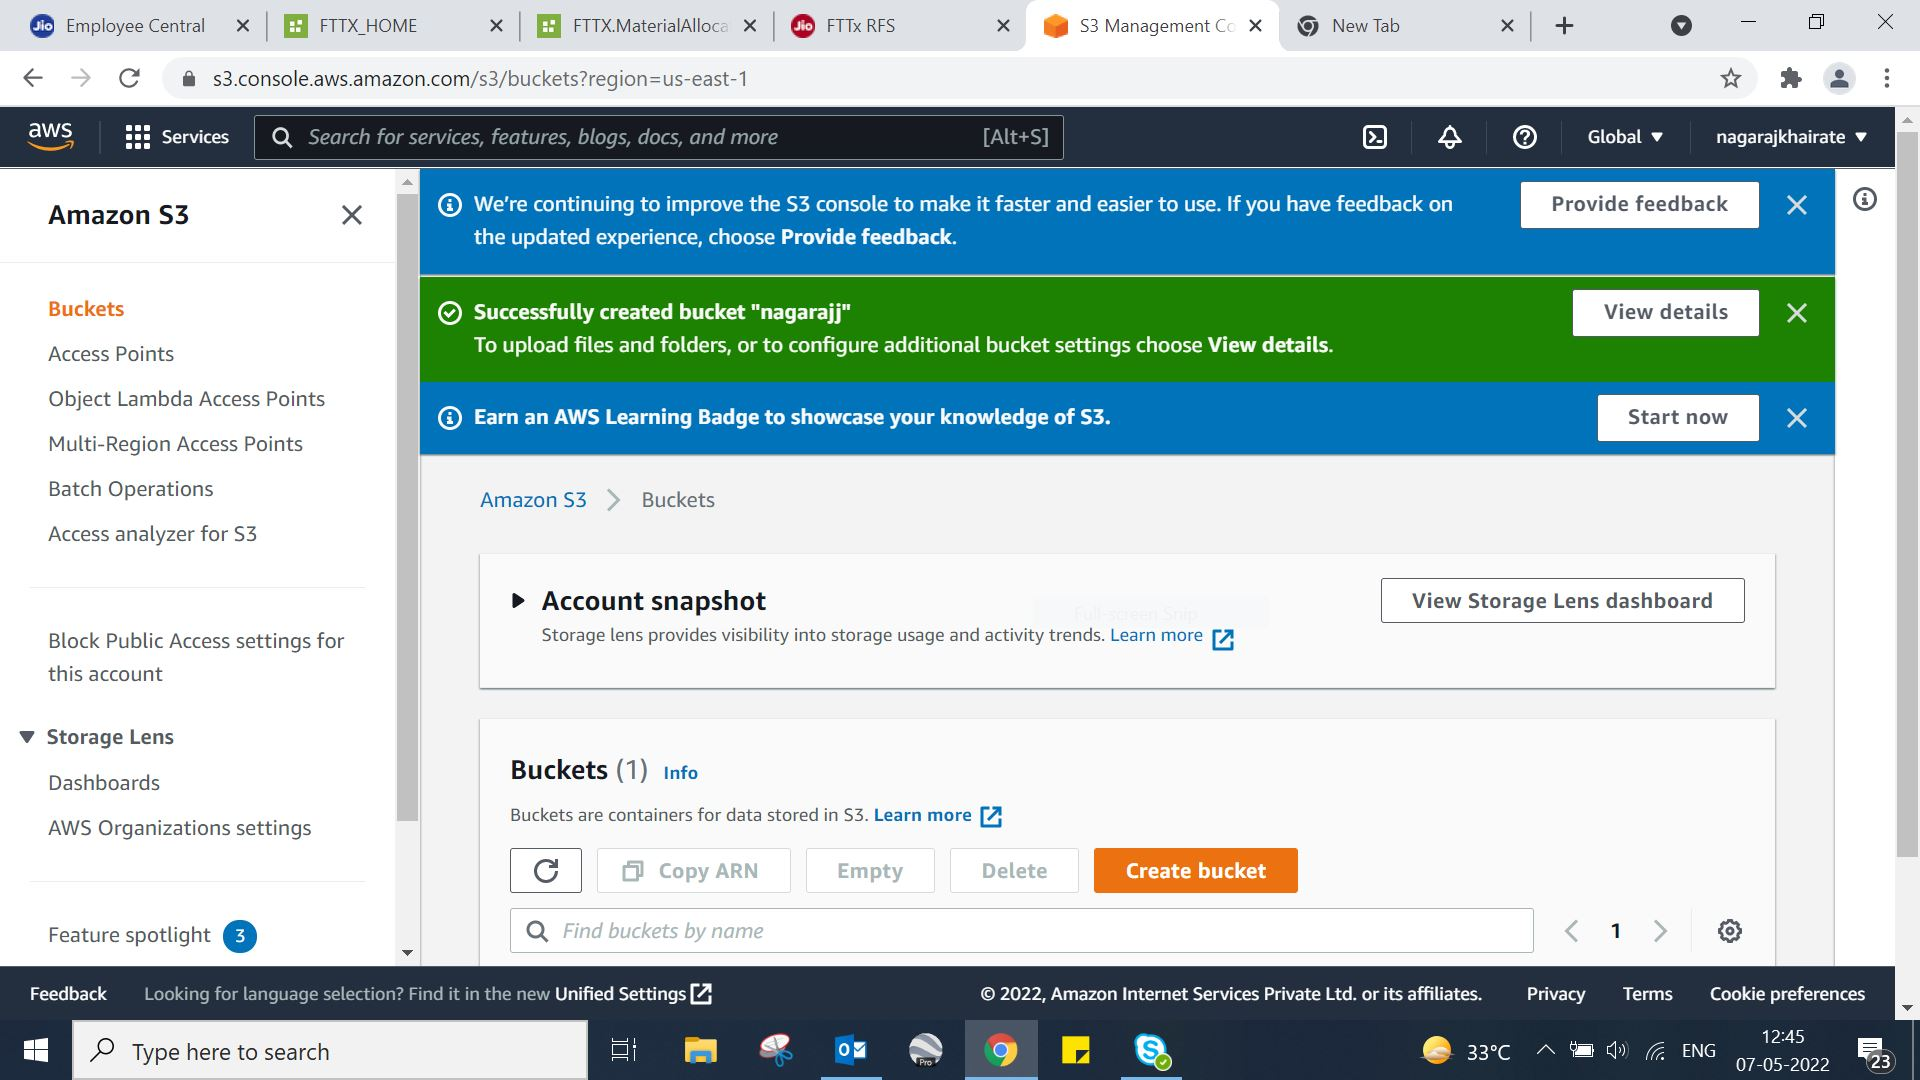 Employee Central
FTTX_HOME
FTTX.MaterialAlloca
FTTx RFS
S3 Management Co
New Tab
s3.console.aws.amazon.com/s3/buckets?region=us-east-1
aws
Services
Search for services, features, blogs, docs, and more
[Alt+S]
Global
nagarajkhairate
Amazon S3
Buckets
Access Points
Object Lambda Access Points
Multi-Region Access Points
Batch Operations
Access analyzer for S3
Block Public Access settings for
this account
Storage Lens
Dashboards
AWS Organizations settings
Feature spotlight 3
We're continuing to improve the S3 console to make it faster and easier to use. If you have feedback on
the updated experience, choose Provide feedback.
Provide feedback
Successfully created bucket "nagarajj"
To upload files and folders, or to configure additional bucket settings choose View details.
View details
Earn an AWS Learning Badge to showcase your knowledge of S3.
Start now
Amazon S3
Buckets
Account snapshot
Full-screen Snip
Storage lens provides visibility into storage usage and activity trends. Learn more
View Storage Lens dashboard
Buckets (1) Info
Buckets are containers for data stored in S3. Learn more
Copy ARN
Empty
Delete
Create bucket
Find buckets by name
1
Feedback
Looking for language selection? Find it in the new Unified Settings
© 2022, Amazon Internet Services Private Ltd. or its affiliates.
Privacy
Terms
Cookie preferences
Type here to search
Pro
33°C
ENG
12:45
07-05-2022
23